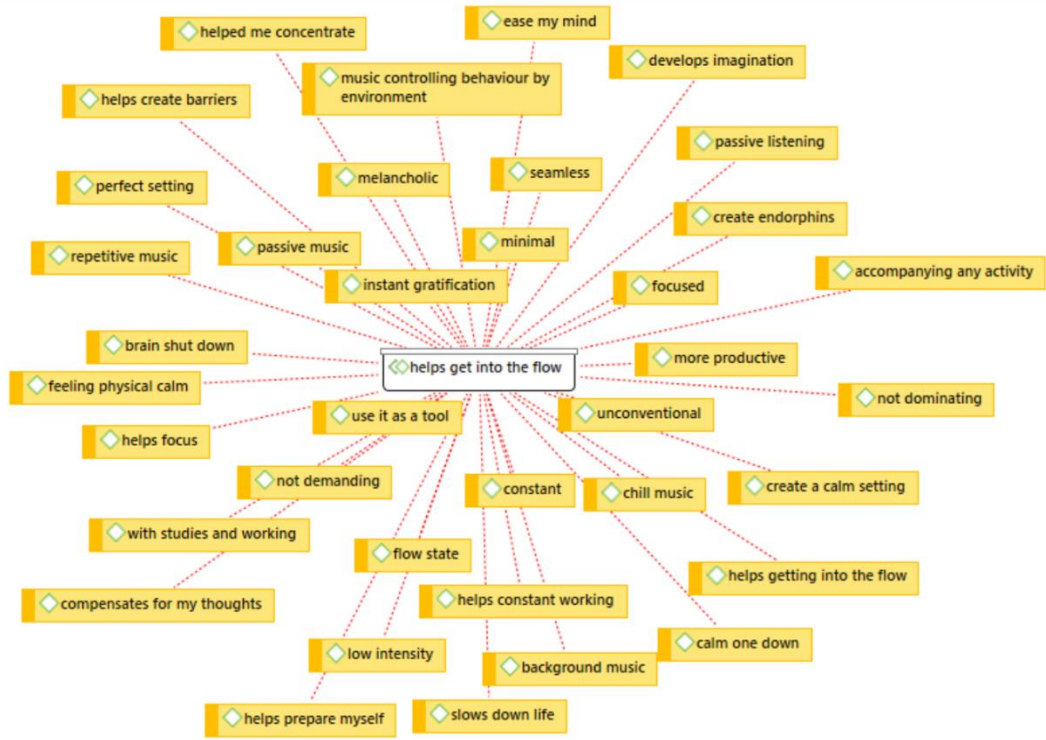 ease my mind
helped me concentrate
develops imagination
music controlling behaviour by
environment
helps create barriers
passive listening
seamless
melancholic
perfect setting
create endorphins
minimal
passive music
repetitive music
accompanying any activity
instant gratification
focused
brain shut down
more productive
helps get into the flow
feeling physical calm
not dominating
unconventional
use it as a tool
helps focus
not demanding
create a calm setting
constant
chill music
with studies and working
flow state
helps getting into the flow
helps constant working
compensates for my thoughts
calm one down
low intensity
background music
slows down life
helps prepare myself